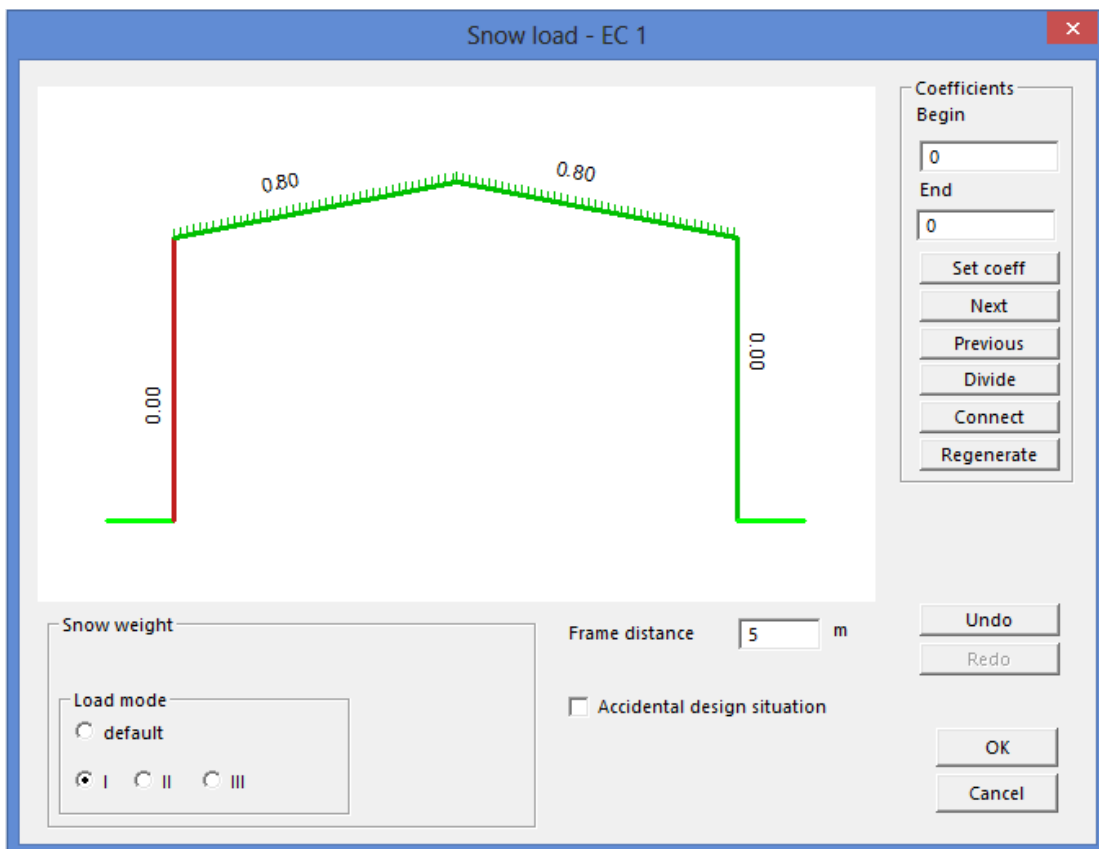 Snow load - EC 1
Coefficients
Begin
0
End
0
Set coeff
Next
Previous
Divide
Connect
Regenerate
0.80
0.80
0.00
0.00
Snow weight
Load mode
default
I II III
Frame distance 5 m
Accidental design situation
Undo
Redo
OK
Cancel